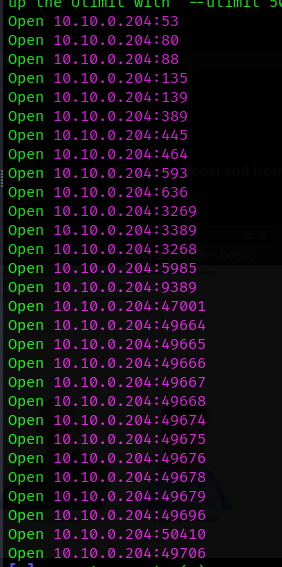 up the Ulimit with '--ulimit 50
Open 10.10.0.204:53
Open 10.10.0.204:80
Open 10.10.0.204:88
Open 10.10.0.204:135
Open 10.10.0.204:139
Open 10.10.0.204:389
Open 10.10.0.204:445
Open 10.10.0.204:464
Open 10.10.0.204:593
Open 10.10.0.204:636
Open 10.10.0.204:3269
Open 10.10.0.204:3389
Open 10.10.0.204:3268
Open 10.10.0.204:5985
Open 10.10.0.204:9389
Open 10.10.0.204:47001
Open 10.10.0.204:49664
Open 10.10.0.204:49665
Open 10.10.0.204:49666
Open 10.10.0.204:49667
Open 10.10.0.204:49668
Open 10.10.0.204:49674
Open 10.10.0.204:49675
Open 10.10.0.204:49676
Open 10.10.0.204:49678
Open 10.10.0.204:49679
Open 10.10.0.204:49696
Open 10.10.0.204:50410
Open 10.10.0.204:49706